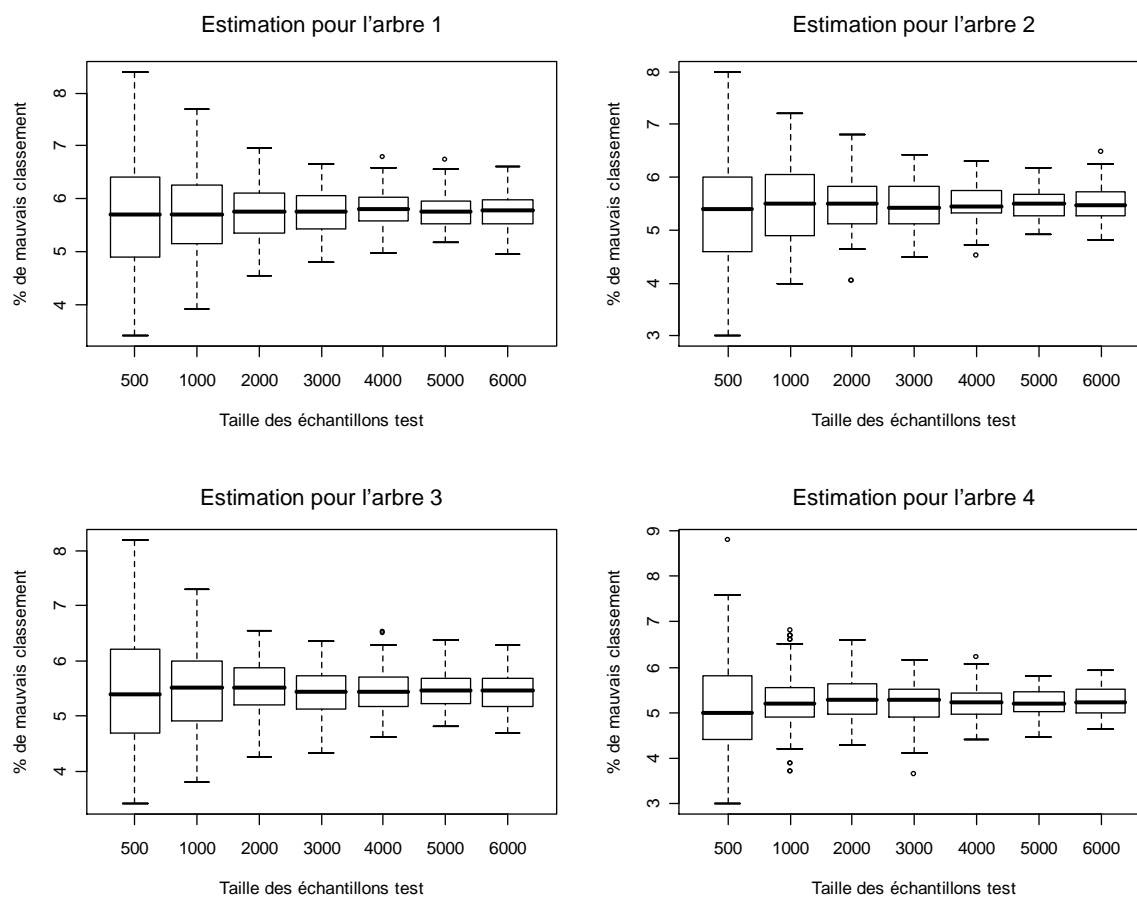 Estimation pour l'arbre 1
% de mauvais classement
8
7
6
5
4
500 1000 2000 3000 4000 5000 6000
Taille des échantillons test
Estimation pour l'arbre 2
% de mauvais classement
8
7
6
5
4
3
500 1000 2000 3000 4000 5000 6000
Taille des échantillons test
Estimation pour l'arbre 3
% de mauvais classement
8
7
6
5
4
500 1000 2000 3000 4000 5000 6000
Taille des échantillons test
Estimation pour l'arbre 4
% de mauvais classement
9
8
7
6
5
4
3
500 1000 2000 3000 4000 5000 6000
Taille des échantillons test